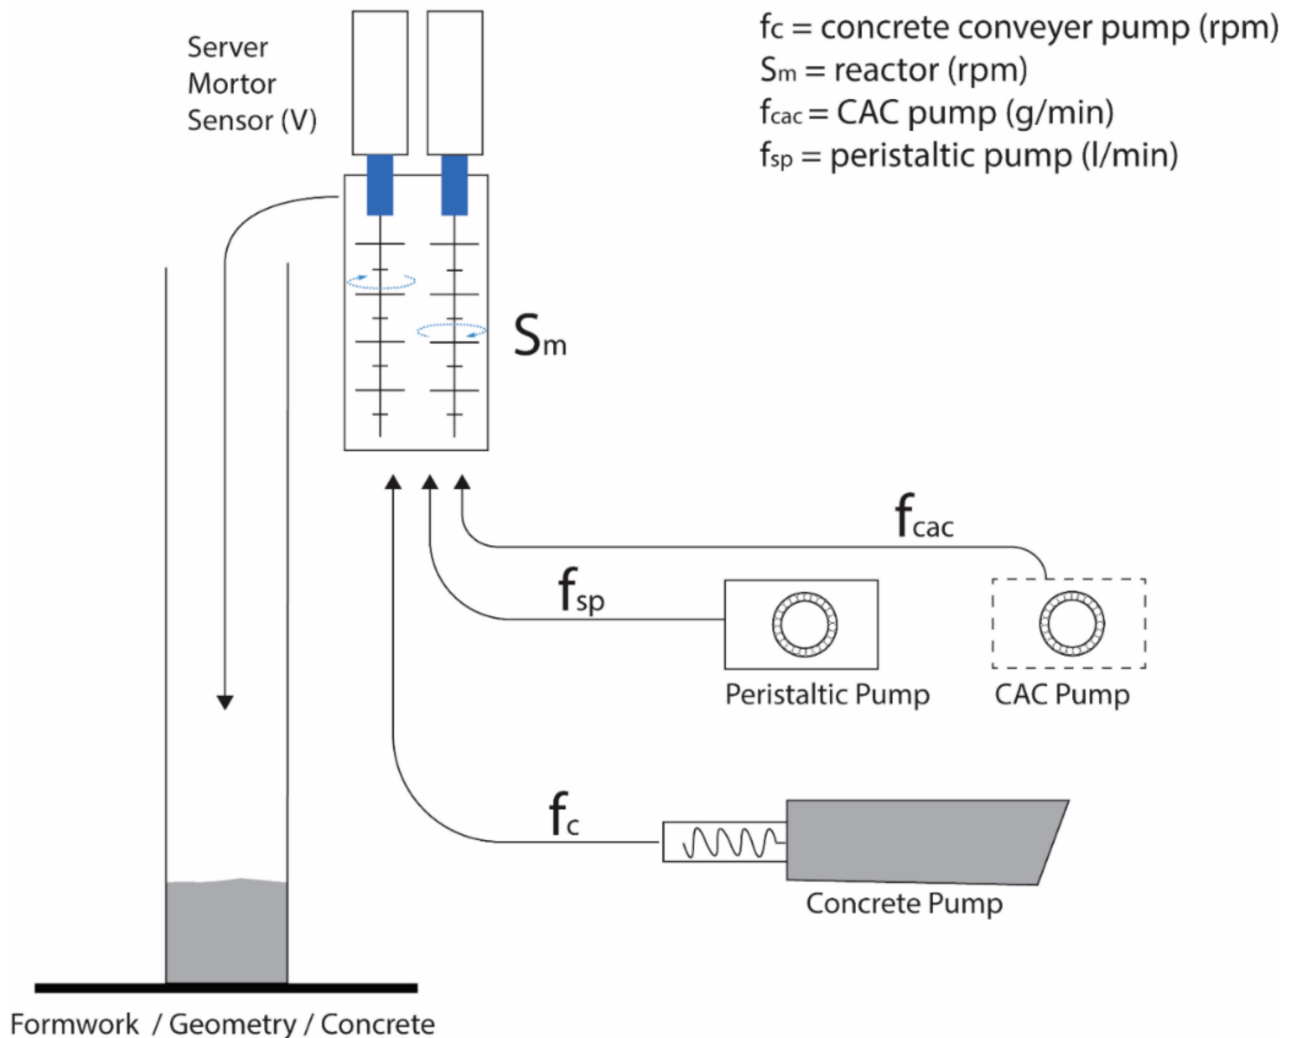 Server
Mortor
Sensor (V)
fc = concrete conveyer pump (rpm)
Sm = reactor (rpm)
fcac = CAC pump (g/min)
fsp = peristaltic pump (l/min)
Sm
fcac
fsp
Peristaltic Pump
CAC Pump
fc
Concrete Pump
Formwork / Geometry / Concrete